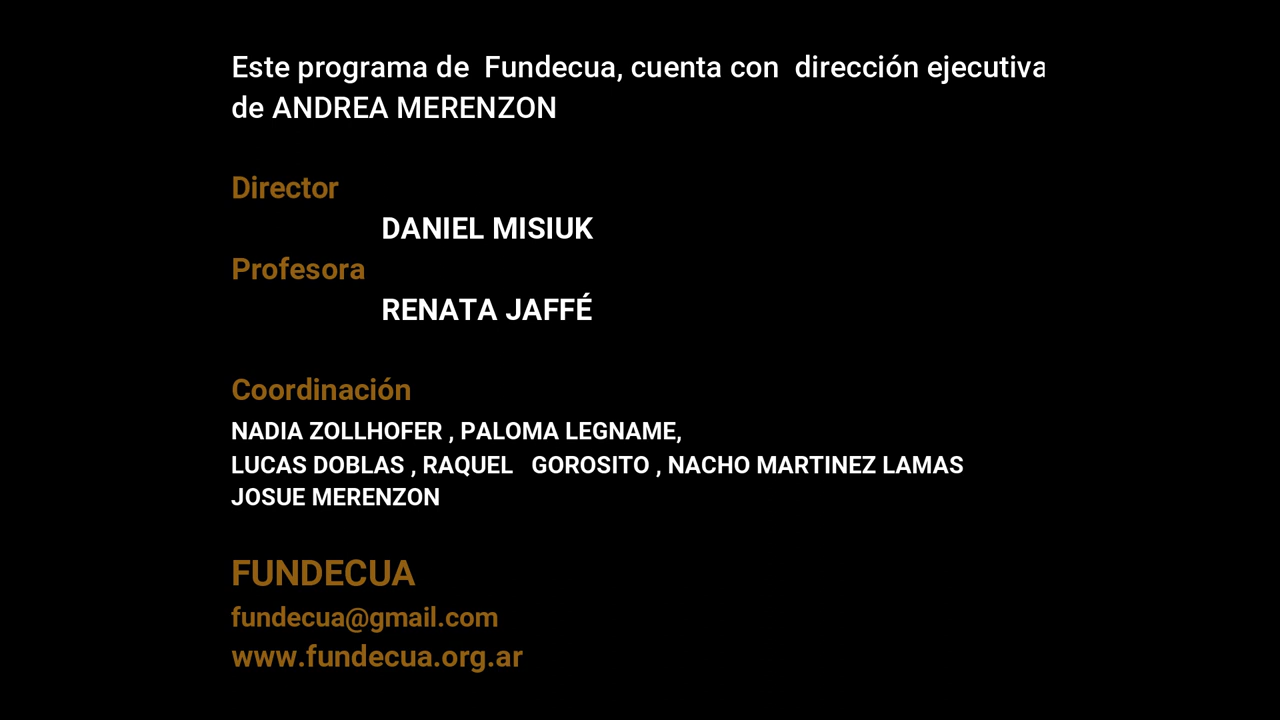 Este programa de  Fundecua, cuenta con  dirección ejecutiva
de ANDREA MERENZON
Director
DANIEL MISIUK
Profesora
RENATA JAFFÉ
Coordinación
NADIA ZOLLHOFER , PALOMA LEGNAME,
LUCAS DOBLAS , RAQUEL   GOROSITO , NACHO MARTINEZ LAMAS
JOSUE MERENZON
FUNDECUA
fundecua@gmail.com
www.fundecua.org.ar